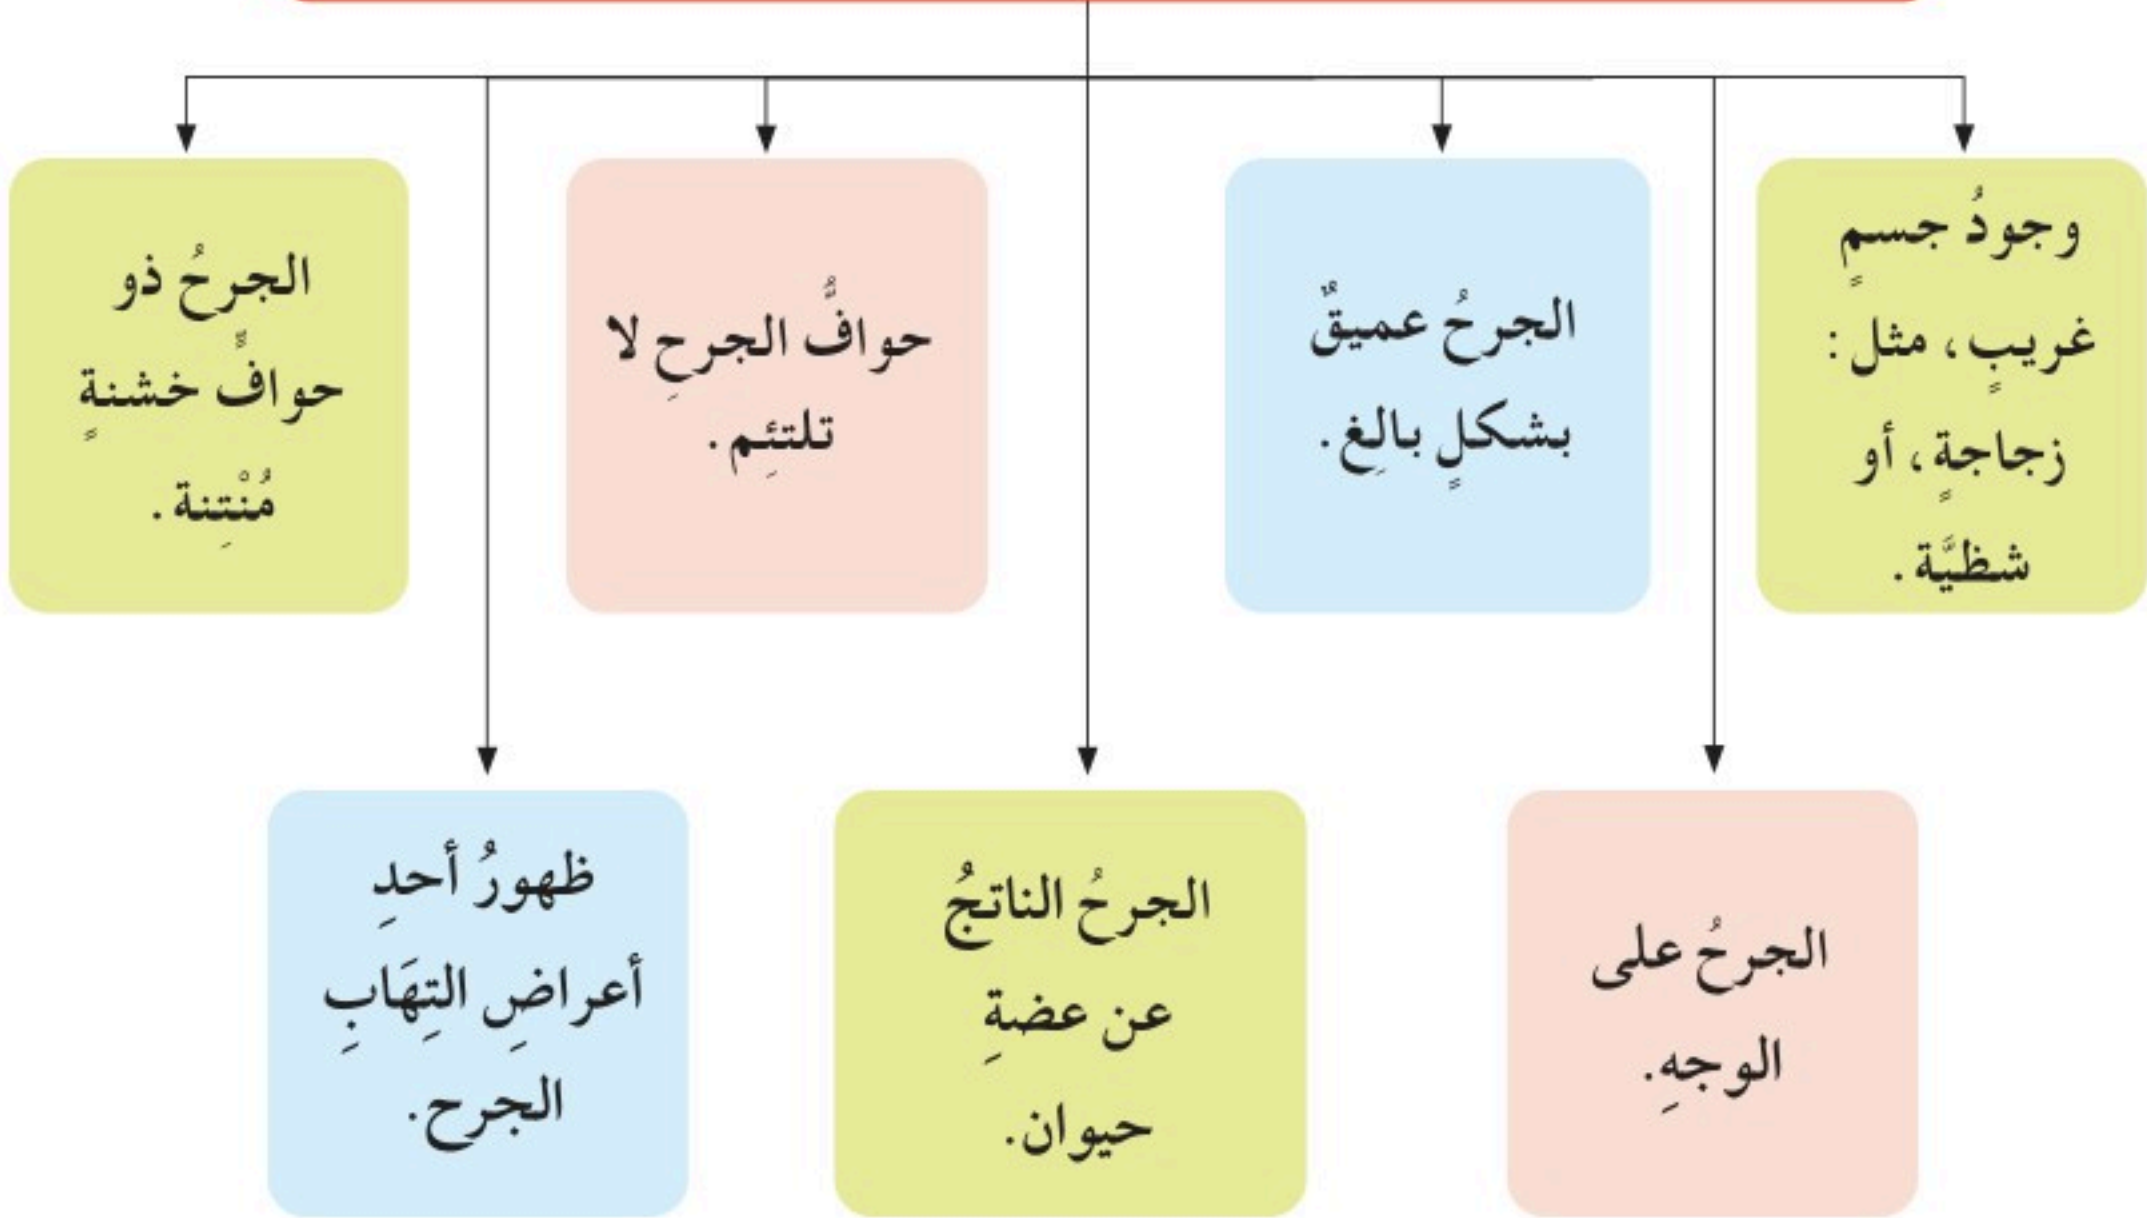 وجودُ جسمٍ
غريبٍ، مثل:
زجاجةٍ، أو
شظيَّة.
الجرحُ عميقٌ
بشكلٍ بالِغ.
حوافُّ الجرحِ لا
تلتئِم.
الجرحُ ذو
حوافٍّ خشنةٍ
مُنْتِنة.
الجرحُ على
الوجهِ.
الجرحُ الناتجُ
عن عضةِ
حيوان.
ظهورُ أحدِ
أعراضِ التِهَابِ
الجرح.